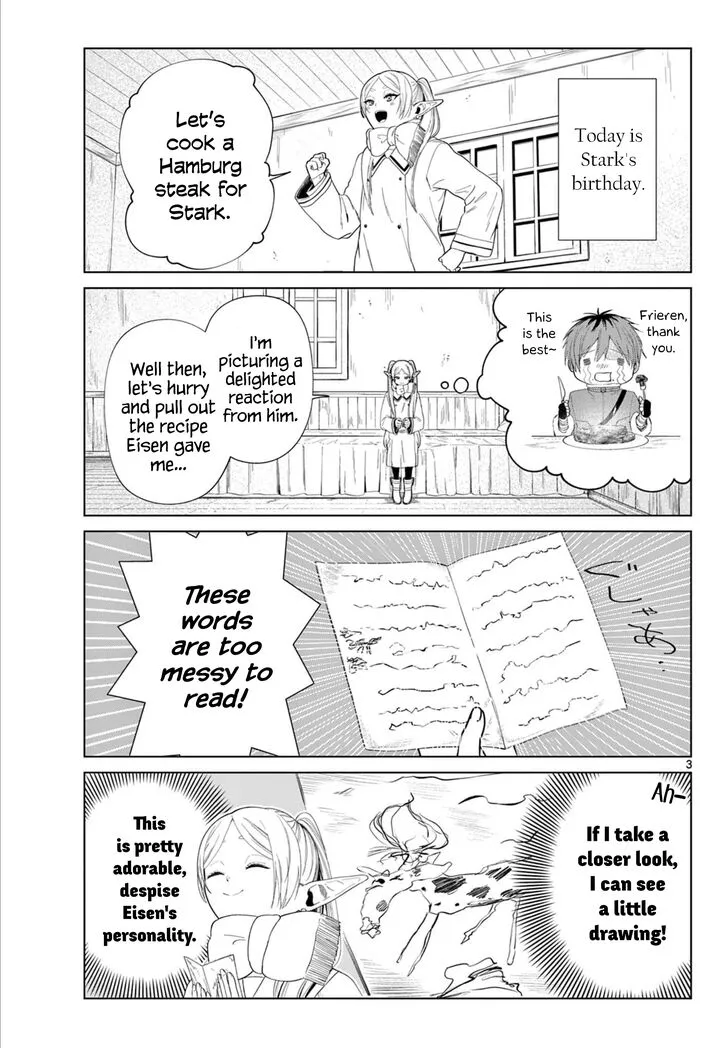 Today is
Stark's
birthday.
Let's
cook a
Hamburg
steak for
Stark.
Frieren,
thank
you.
This
is the
best~
I'm
picturing a
delighted
reaction
from him.
Well then,
let's hurry
and pull out
the recipe
Eisen gave
me...
These
words
are too
messy to
read!
3
Ah-
If I take a
closer look,
I can see
a little
drawing!
This
is pretty
adorable,
despise
Eisen's
personality.